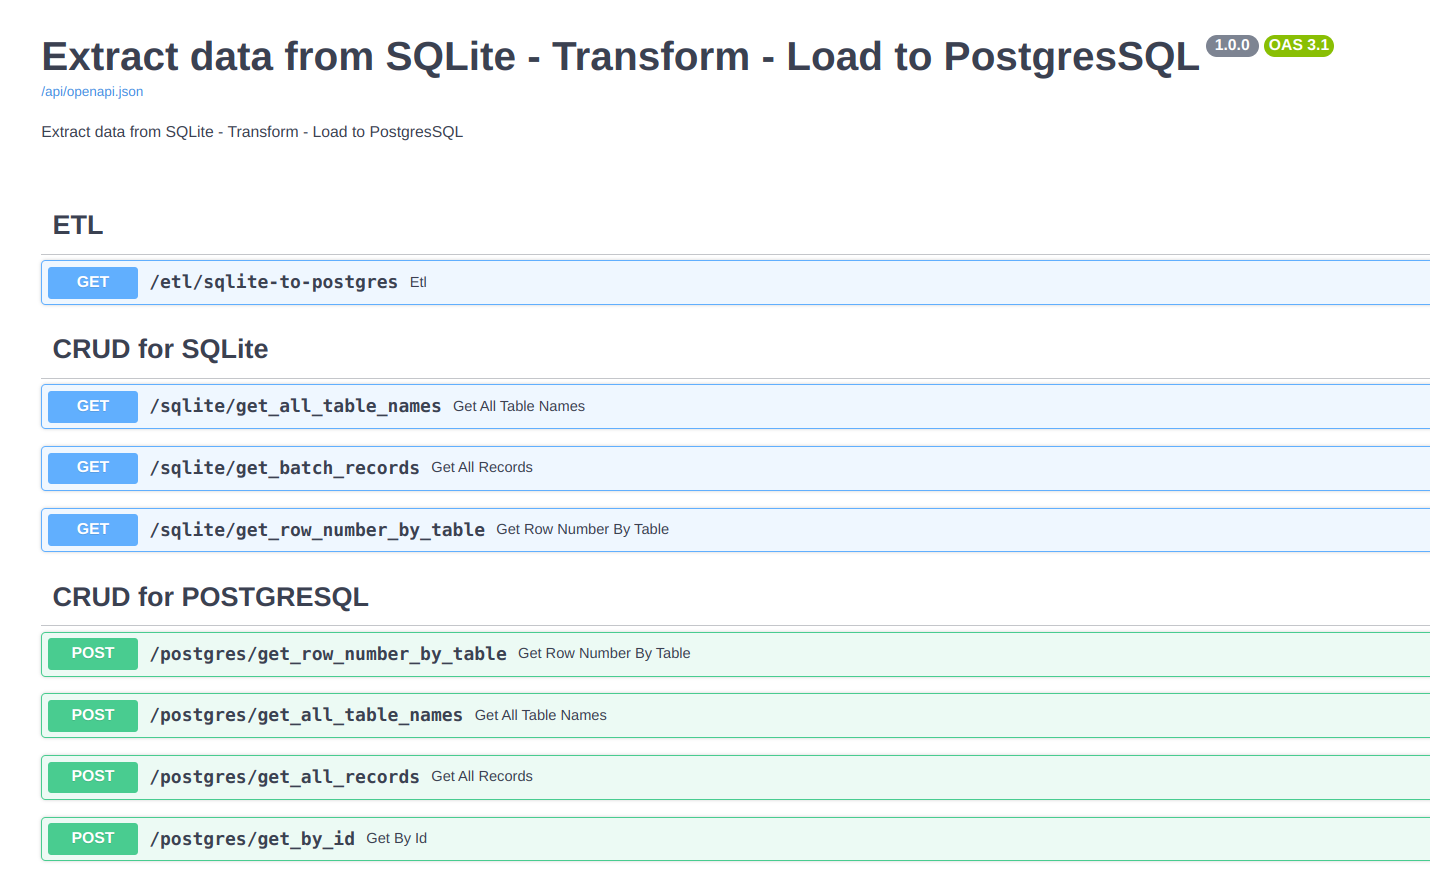 Extract data from SQLite - Transform - Load to PostgresSQL 1.0.0 OAS 3.1
/api/openapi.json
Extract data from SQLite - Transform - Load to PostgresSQL
ETL
GET /etl/sqlite-to-postgres Etl
CRUD for SQLite
GET /sqlite/get_all_table_names Get All Table Names
GET /sqlite/get_batch_records Get All Records
GET /sqlite/get_row_number_by_table Get Row Number By Table
CRUD for POSTGRESQL
POST /postgres/get_row_number_by_table Get Row Number By Table
POST /postgres/get_all_table_names Get All Table Names
POST /postgres/get_all_records Get All Records
POST /postgres/get_by_id Get By Id